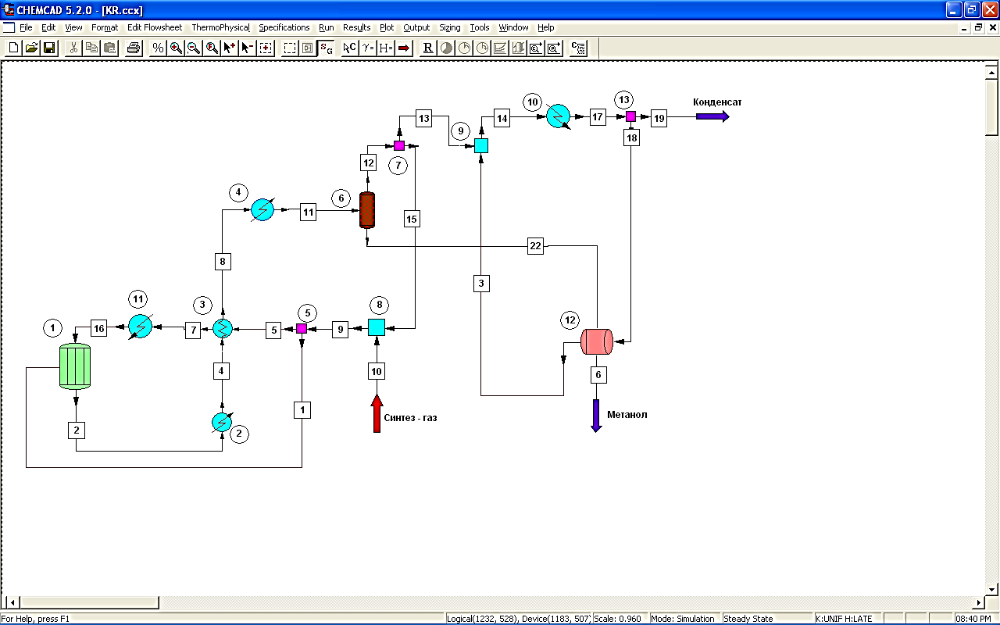 CHEMCAD 5.2.0 - [KR.ccx]
File Edit View Format Edit Flowsheet ThermoPhysical Specifications Run Results Plot Output Sizing Tools Window Help
% S G C γ= H= R C
13 Конденсат
10
13 14 17 19
9
18
12
7
4 6
11
15
8 22
3
11 3 5 8
1 12
16 7 5 9
4 10 6
1
Синтез - газ Метанол
2 2
For Help, press F1 Logical(1232, 528), Device(1183, 507) Scale: 0.960 Mode: Simulation Steady State K:UNIF H:LATE 08:40 PM